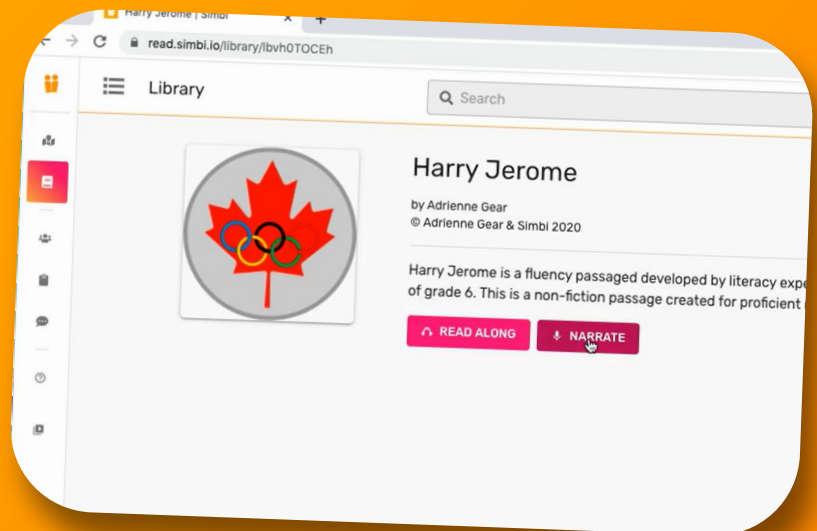 Harry Jerome | Simbi
read.simbi.io/library/lbvh0TOCEh
Library
Search
Harry Jerome
by Adrienne Gear
© Adrienne Gear & Simbi 2020
Harry Jerome is a fluency passaged developed by literacy
of grade 6. This is a non-fiction passage created for proficient
READ ALONG
NARRATE